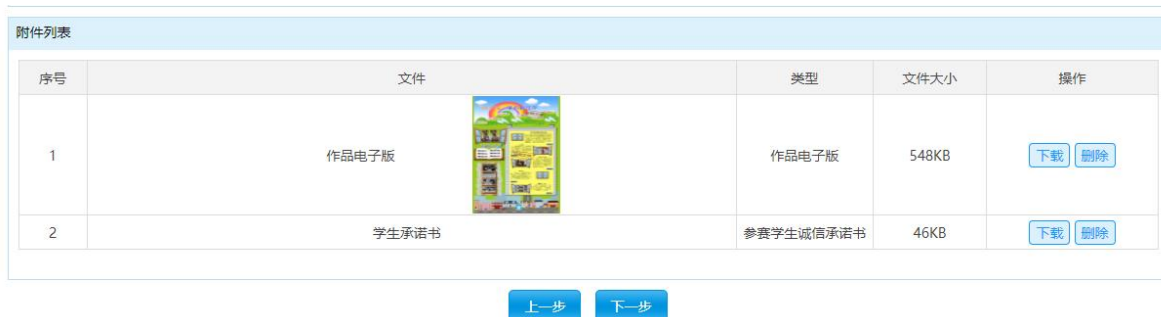 附件列表
序号 文件 类型 文件大小 操作
1 作品电子版 作品电子版 548KB 下载 删除
2 学生承诺书 参赛学生诚信承诺书 46KB 下载 删除
上一步 下一步